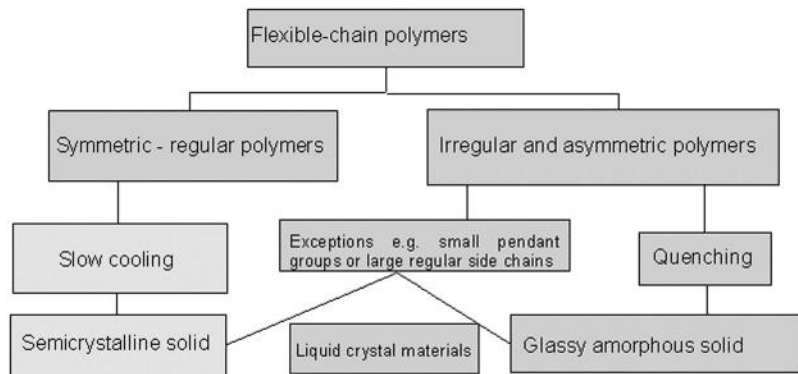 Flexible-chain polymers
Symmetric - regular polymers
Irregular and asymmetric polymers
Slow cooling
Exceptions e.g. small pendant
groups or large regular side chains
Quenching
Semicrystalline solid
Liquid crystal materials
Glassy amorphous solid